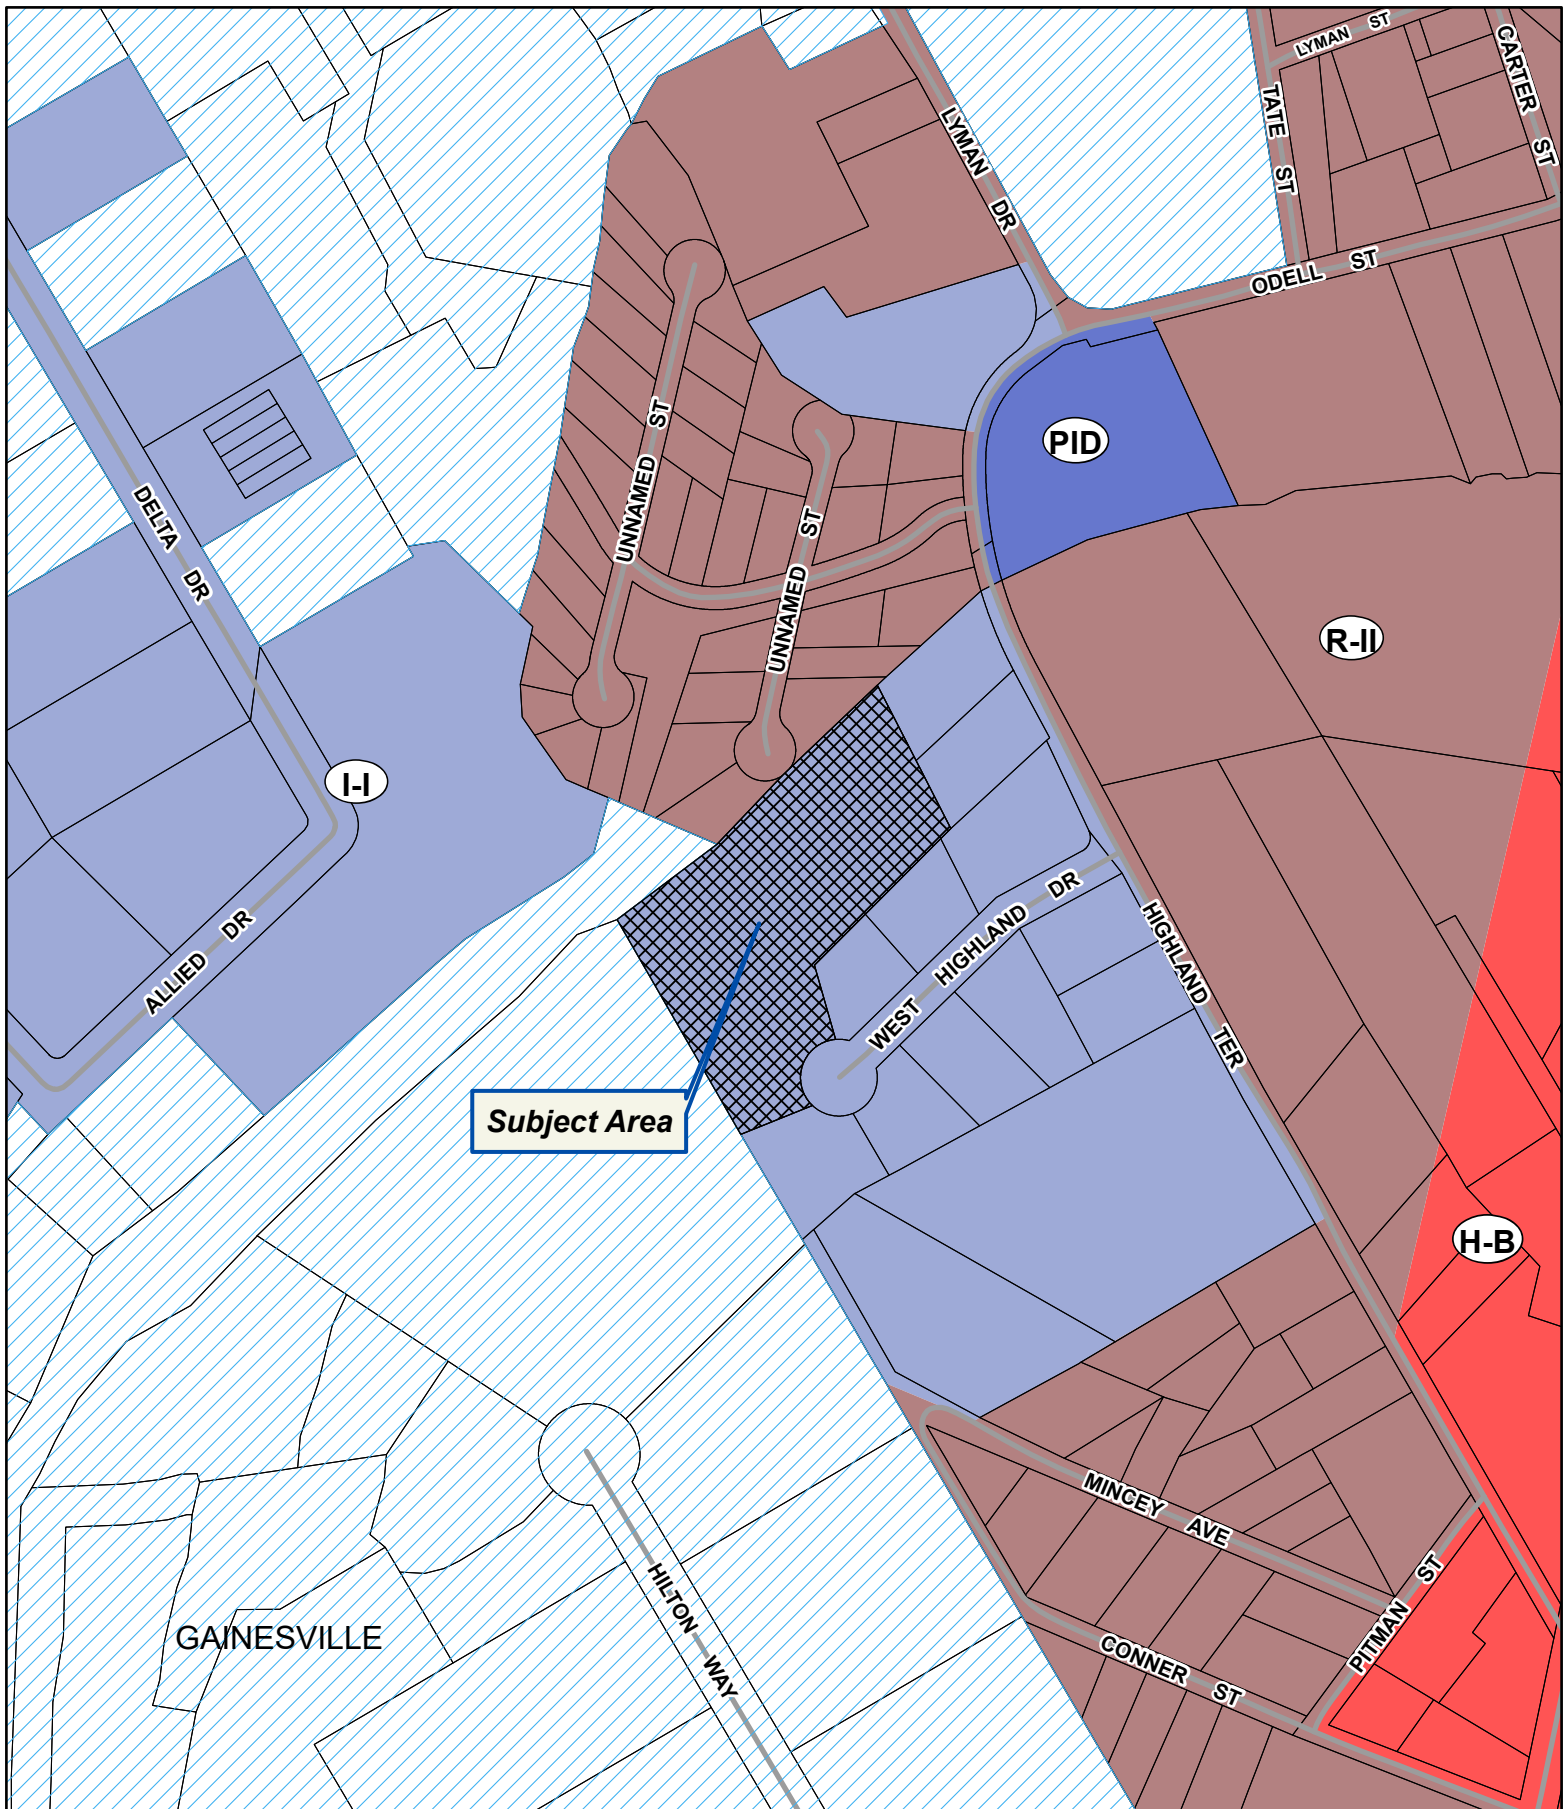 LYMAN ST
CARTER ST
TATE ST
LYMAN DR
ODELL ST
UNNAMED ST
PID
DELTA DR
UNNAMED ST
R-II
I-I
WEST HIGHLAND DR
ALLIED DR
HIGHLAND TER
Subject Area
H-B
MINCEY AVE
HILTON WAY
PITMAN ST
GAINESVILLE
CONNER ST